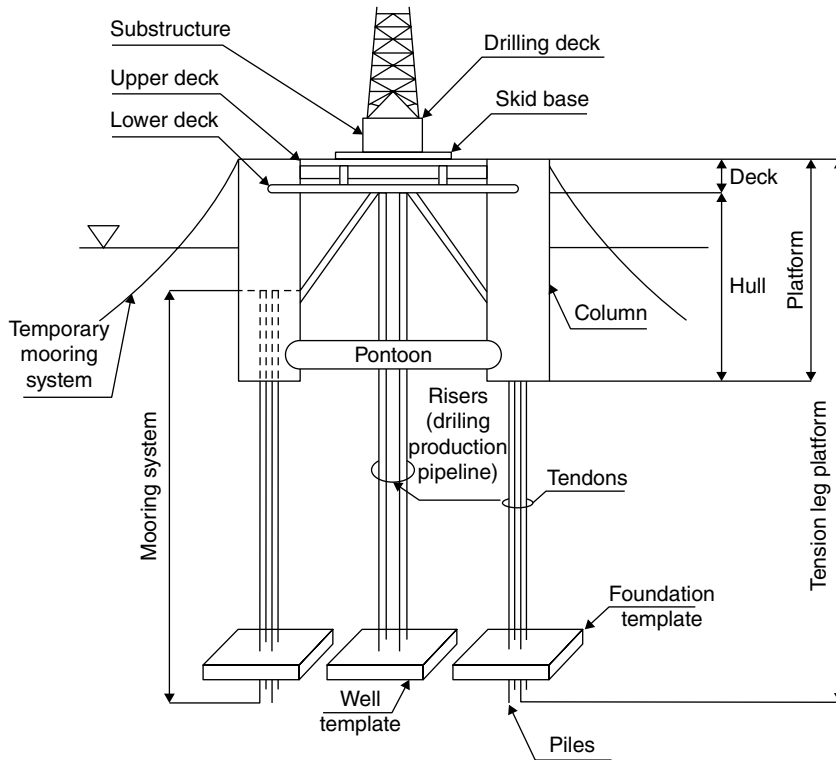 Substructure
Drilling deck
Upper deck
Skid base
Lower deck
Deck
Hull
Platform
Column
Temporary
mooring
system
Pontoon
Risers
(driling
production
pipeline)
Mooring system
Tendons
Tension leg platform
Foundation
template
Well
template
Piles